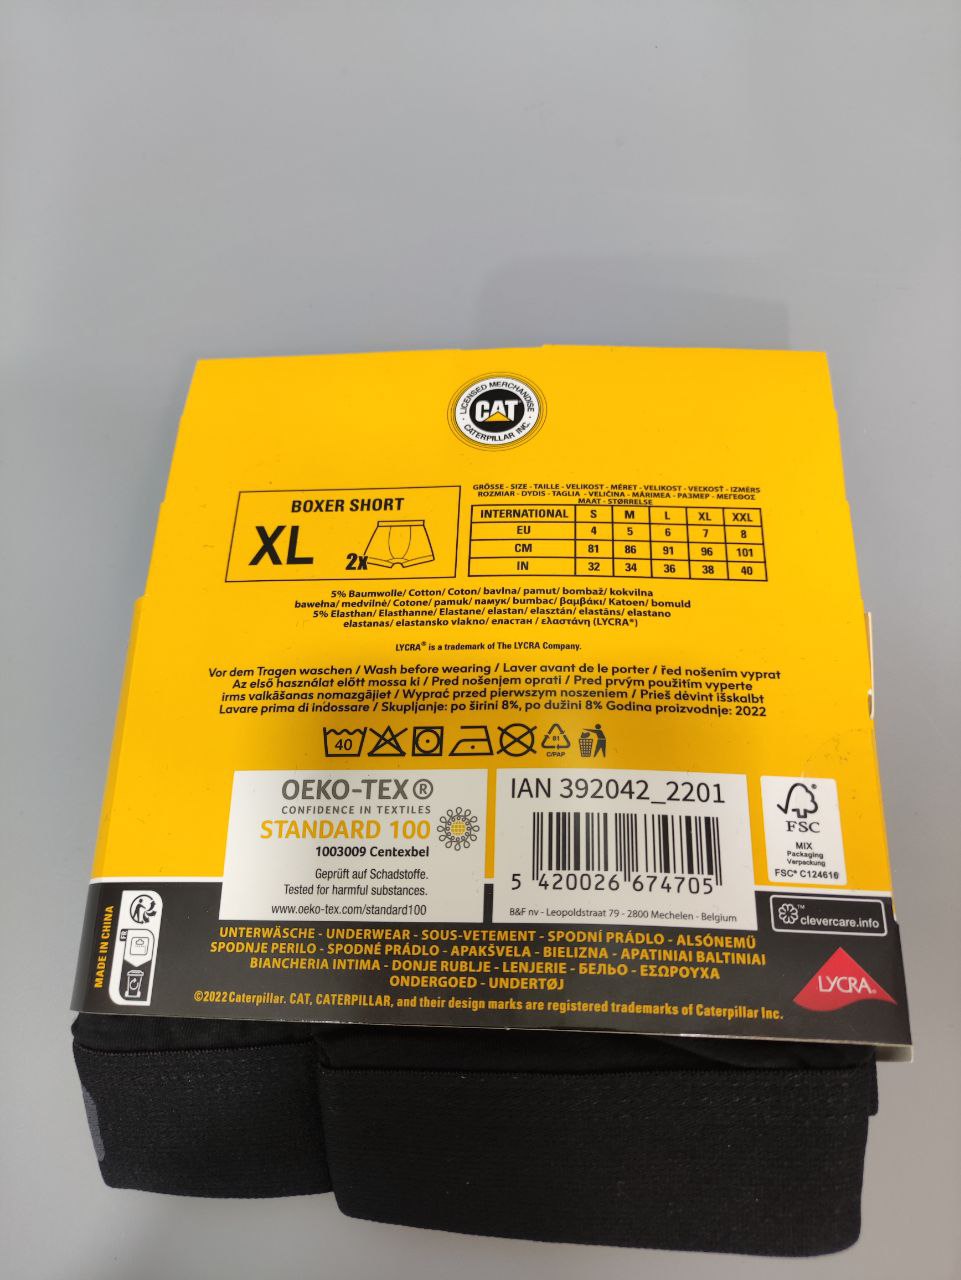 LICENSED MERCHANDISE
CAT
CATERPILLAR INC.
BOXER SHORT
XL
2x
GRÖSSE - SIZE - TAILLE - VELIKOST - MÉRET - VELIKOST - VEĽKOSŤ - IZMĒRS
ROZMIAR - DYDIS - TAGLIA - VELIČINA - MĂRIMEA - РАЗМЕР - ΜΕΓΕΘΟΣ
MAAT - STØRRELSE
INTERNATIONAL S M L XL XXL
EU 4 5 6 7 8
CM 81 86 91 96 101
IN 32 34 36 38 40
5% Baumwolle/ Cotton/ Coton/ bavlna/ pamut/ bombaž/ kokvilna
bawełna/ medvilnė/ Cotone/ pamuk/ памук/ bumbac/ βαμβάκι/ Katoen/ bomuld
5% Elasthan/ Elasthanne/ Elastane/ elastan/ elasztán/ elastāns/ elastano
elastanas/ elastansko vlakno/ еластан / ελαστάνη (LYCRA®)
LYCRA® is a trademark of The LYCRA Company.
Vor dem Tragen waschen / Wash before wearing / Laver avant de le porter / řed nošením vyprat
Az első használat előtt mossa ki / Pred nošenjem oprati / Pred prvým použitím vyperte
irms valkāšanas nomazgājiet / Wyprać przed pierwszym noszeniem / Prieš dėvint išskalbt
Lavare prima di indossare / Skupljanje: po širini 8%, po dužini 8% Godina proizvodnje: 2022
40
81
C/PAP
OEKO-TEX®
CONFIDENCE IN TEXTILES
STANDARD 100
1003009 Centexbel
Geprüft auf Schadstoffe.
Tested for harmful substances.
www.oeko-tex.com/standard100
IAN 392042_2201
5 420026 674705
B&F nv - Leopoldstraat 79 - 2800 Mechelen - Belgium
FSC
MIX
Packaging
Verpackung
FSC® C124616
clevercare.info
MADE IN CHINA
FR
UNTERWÄSCHE - UNDERWEAR - SOUS-VETEMENT - SPODNÍ PRÁDLO - ALSÓNEMŰ
SPODNJE PERILO - SPODNÉ PRÁDLO - APAKŠVELA - BIELIZNA - APATINIAI BALTINIAI
BIANCHERIA INTIMA - DONJE RUBLJE - LENJERIE - БЕЛЬО - ΕΣΩΡΟΥΧΑ
ONDERGOED - UNDERTØJ
LYCRA®
©2022 Caterpillar. CAT, CATERPILLAR, and their design marks are registered trademarks of Caterpillar Inc.